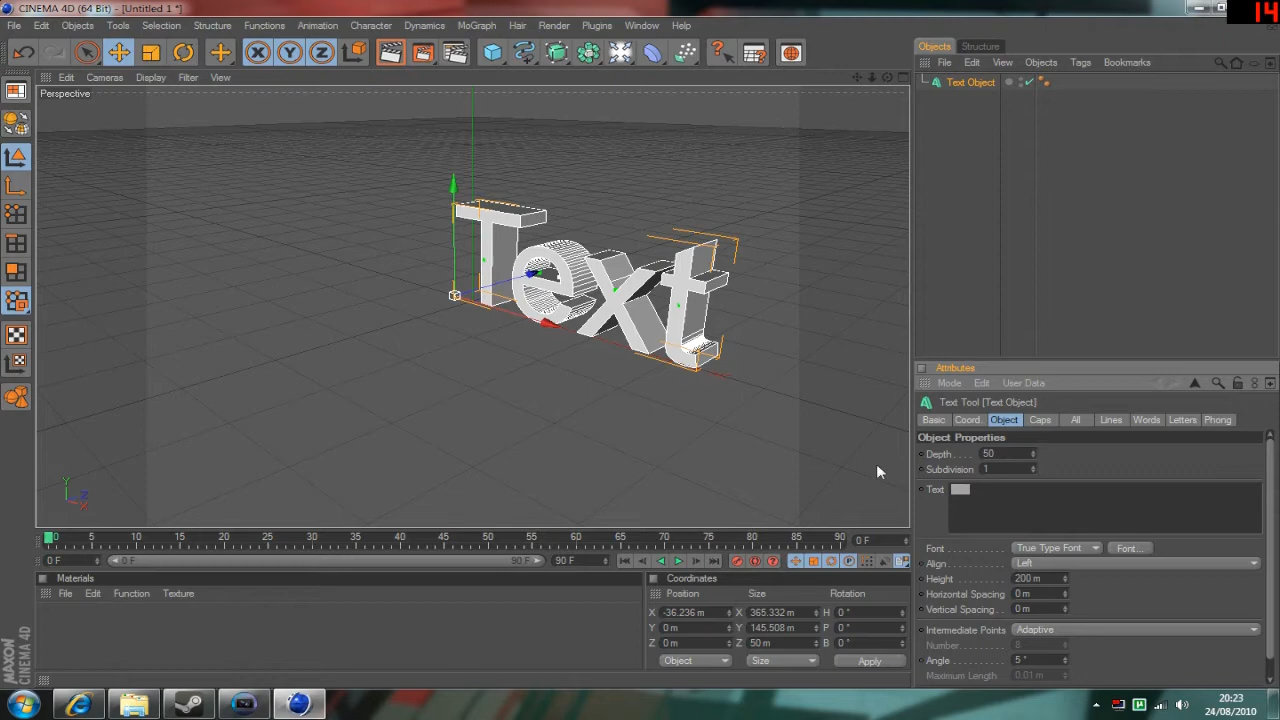 CINEMA 4D (64 Bit) - [Untitled 1 *]
14
File Edit Objects Tools Selection Structure Functions Animation Character Dynamics MoGraph Hair Render Plugins Window Help
Objects Structure
File Edit View Objects Tags Bookmarks
Text Object
Edit Cameras Display Filter View
Perspective
Text
Y
Z
X
Attributes
Mode Edit User Data
Text Tool [Text Object]
Basic Coord Object Caps All Lines Words Letters Phong
Object Properties
Depth . . . . 50
Subdivision 1
Text
Font . . . . . . True Type Font Font...
Align . . . . . . Left
Height . . . . . 200 m
Horizontal Spacing 0 m
Vertical Spacing . . 0 m
Intermediate Points Adaptive
Number. . . . . . 8
Angle . . . . . . 5 °
Maximum Length 0.01 m
0 5 10 15 20 25 30 35 40 45 50 55 60 65 70 75 80 85 90 0 F
0 F 0 F 90 F 90 F
Materials
File Edit Function Texture
Coordinates
Position Size Rotation
X -36.236 m X 365.332 m H 0 °
Y 0 m Y 145.508 m P 0 °
Z 0 m Z 50 m B 0 °
Object Size Apply
MAXON
CINEMA 4D
20:23
24/08/2010